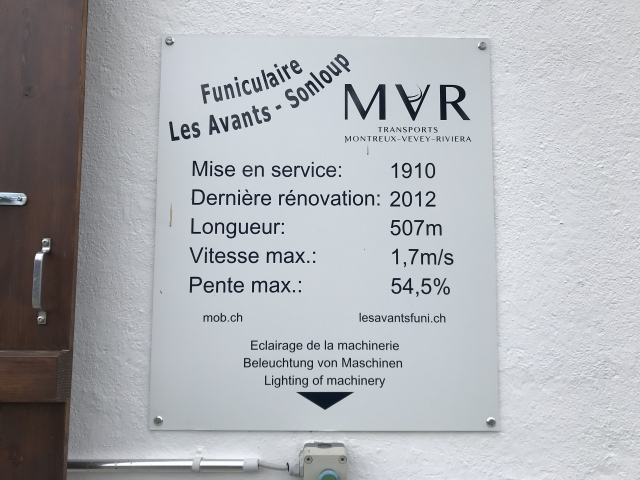 Funiculaire
Les Avants - Sonloup
MVR
TRANSPORTS
MONTREUX-VEVEY-RIVIERA
Mise en service: 1910
Dernière rénovation: 2012
Longueur: 507m
Vitesse max.: 1,7m/s
Pente max.: 54,5%
mob.ch lesavantsfuni.ch
Eclairage de la machinerie
Beleuchtung von Maschinen
Lighting of machinery